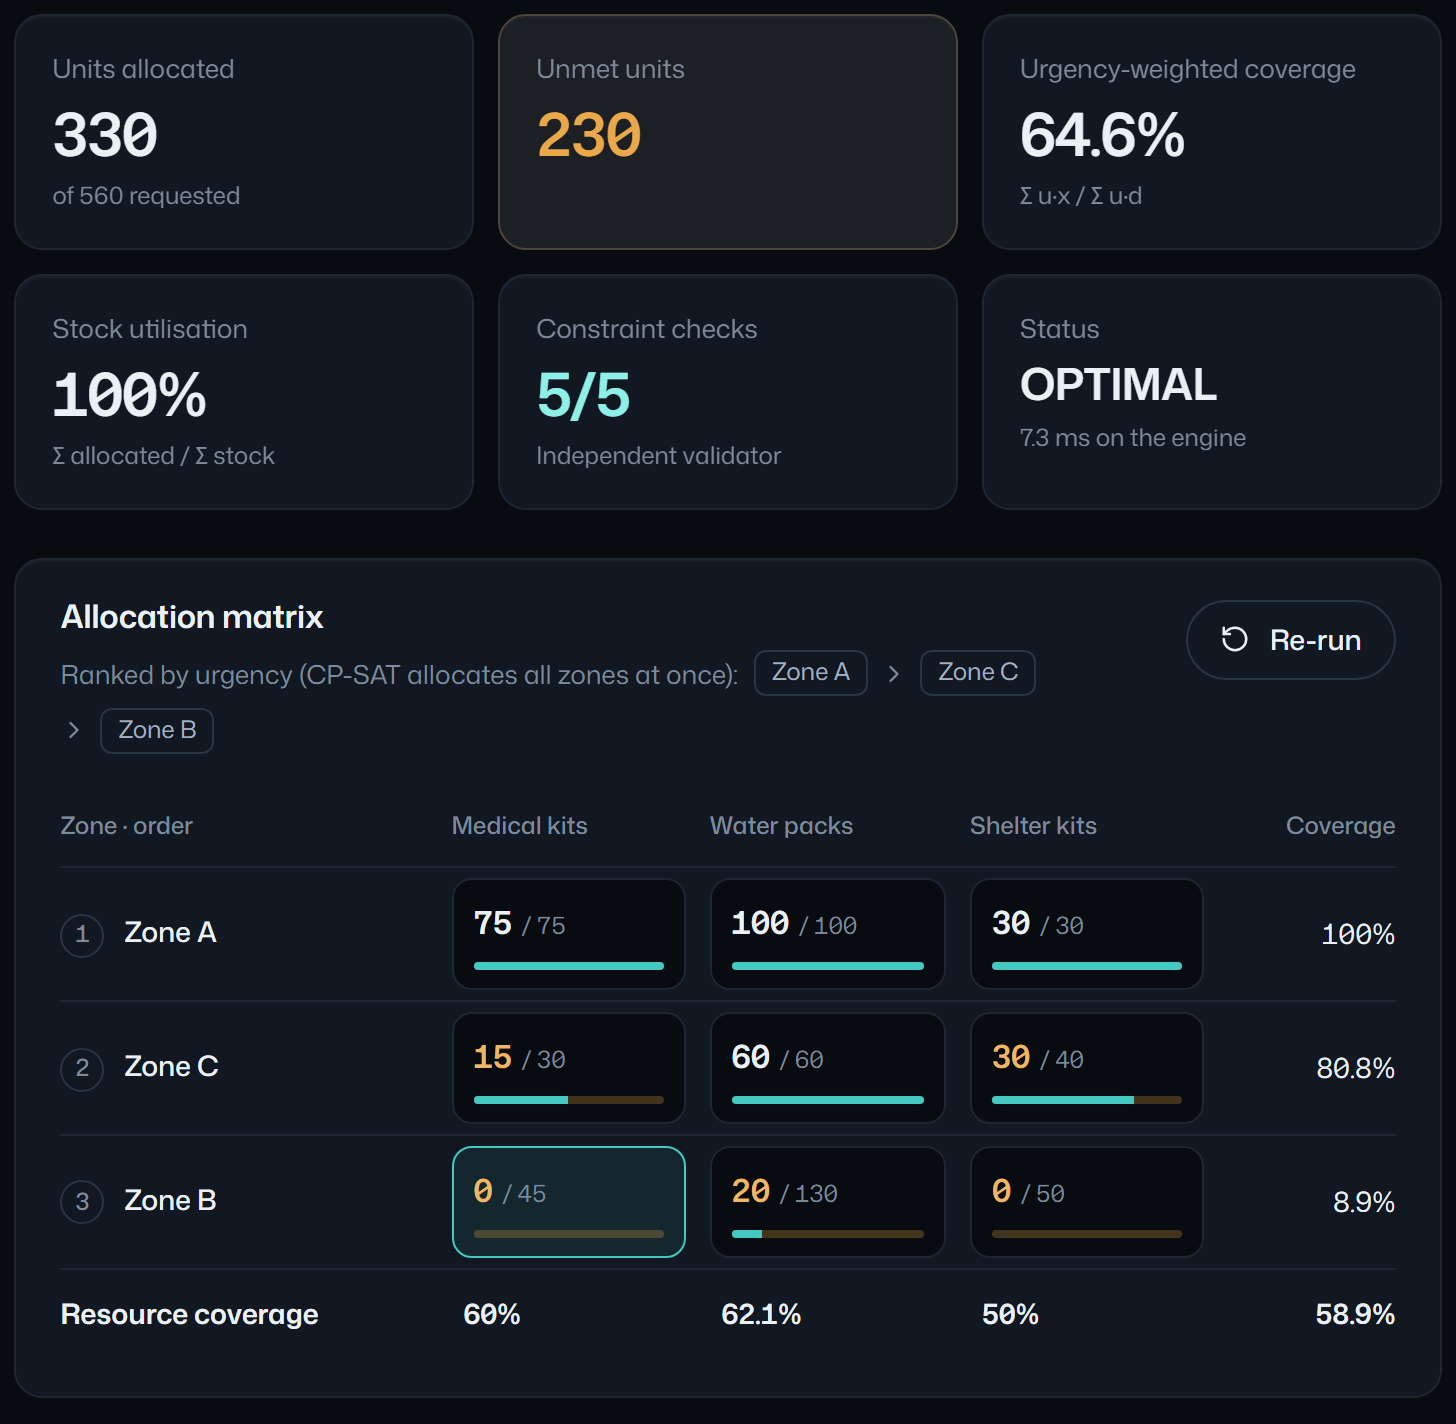 Units allocated
330
of 560 requested
Unmet units
230
Urgency-weighted coverage
64.6%
Σ u·x / Σ u·d
Stock utilisation
100%
Σ allocated / Σ stock
Constraint checks
5/5
Independent validator
Status
OPTIMAL
7.3 ms on the engine
Allocation matrix
Re-run
Ranked by urgency (CP-SAT allocates all zones at once): Zone A > Zone C
> Zone B
Zone · order Medical kits Water packs Shelter kits Coverage
1 Zone A 75 / 75 100 / 100 30 / 30 100%
2 Zone C 15 / 30 60 / 60 30 / 40 80.8%
3 Zone B 0 / 45 20 / 130 0 / 50 8.9%
Resource coverage 60% 62.1% 50% 58.9%